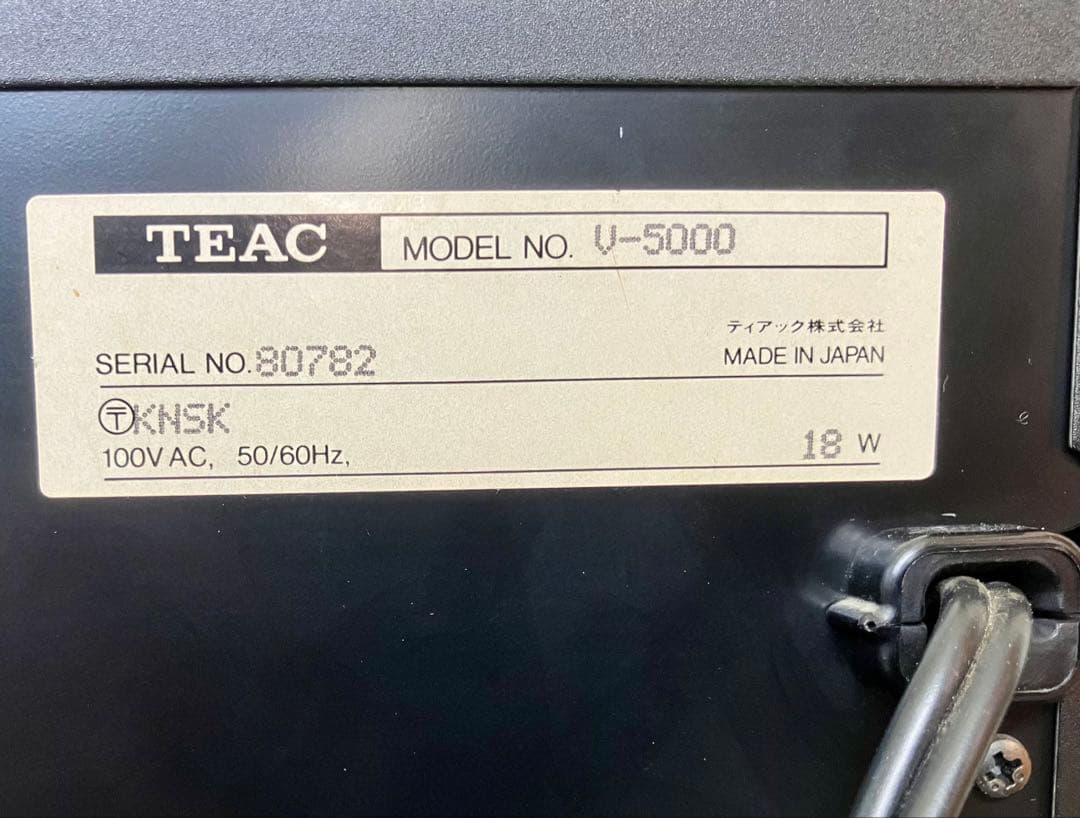 TEAC MODEL NO. V-5000
ティアック株式会社
SERIAL NO. 80782 MADE IN JAPAN
〒KNSK
100V AC, 50/60Hz, 18 W